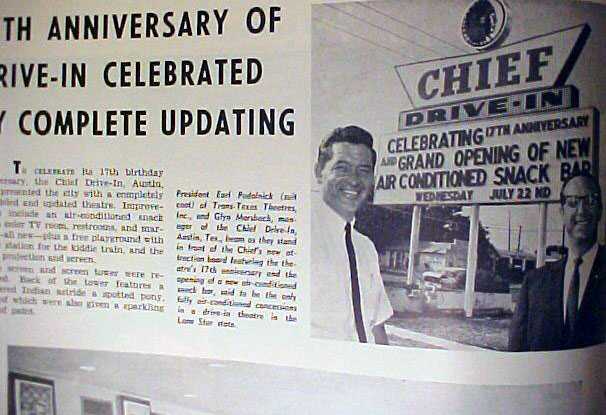 TH ANNIVERSARY OF
RIVE-IN CELEBRATED
Y COMPLETE UPDATING
To CELEBRATE its 17th birthday
ersary, the Chief Drive-In, Austin,
presented the city with a completely
eled and updated theatre. Improve-
include an air-conditioned snack
color TV room, restrooms, and mar-
all new—plus a free playground with
station for the kiddie train, and the
projection and screen.
screen and screen tower were re-
Back of the tower features a
Indian astride a spotted pony,
of which were also given a sparkling
of paint.
President Earl Podolnick (suit
coat) of Trans-Texas Theatres,
Inc., and Glyn Morsbach, man-
ager of the Chief Drive-In,
Austin, Tex., beam as they stand
in front of the Chief's new at-
traction board featuring the the-
atre's 17th anniversary and the
opening of a new air-conditioned
snack bar, said to be the only
fully air-conditioned concessions
in a drive-in theatre in the
Lone Star state.
CHIEF
DRIVE-IN
CELEBRATING 17TH ANNIVERSARY
AND GRAND OPENING OF NEW
AIR CONDITIONED SNACK BAR
WEDNESDAY JULY 22 ND